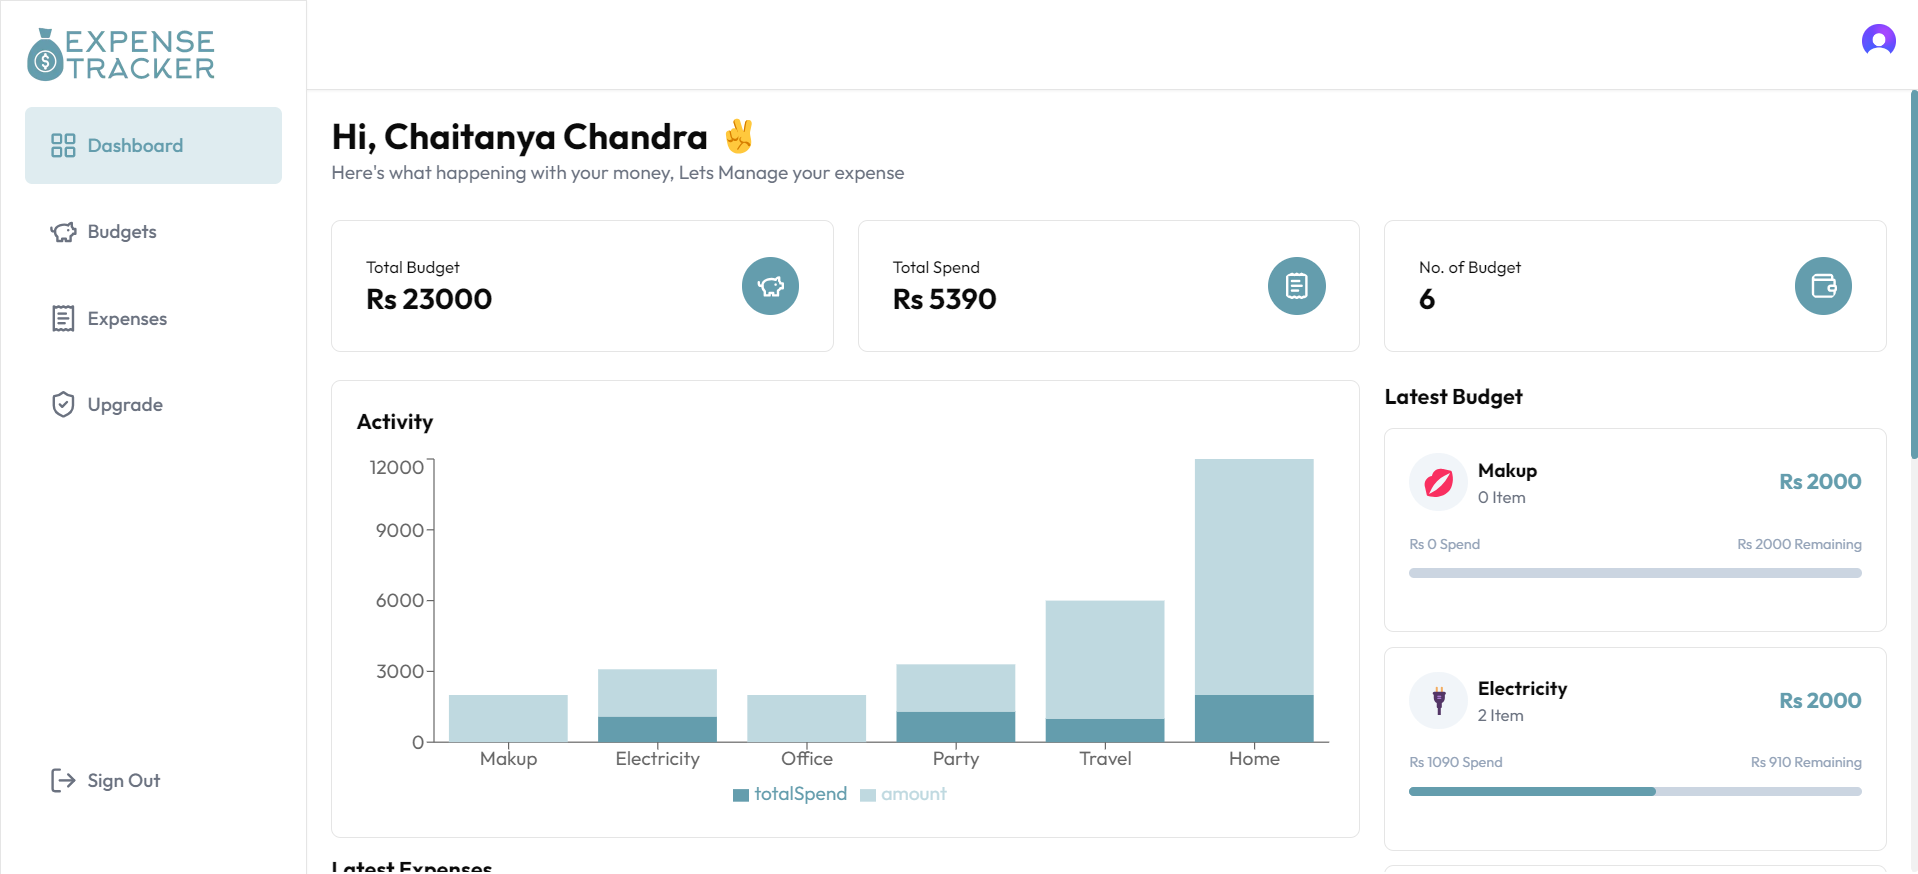 EXPENSE
TRACKER
Dashboard
Budgets
Expenses
Upgrade
Sign Out
Hi, Chaitanya Chandra ✌️
Here's what happening with your money, Lets Manage your expense
Total Budget
Rs 23000
Total Spend
Rs 5390
No. of Budget
6
Activity
12000
9000
6000
3000
0
Makup Electricity Office Party Travel Home
totalSpend amount
Latest Budget
Makup
0 Item
Rs 2000
Rs 0 Spend Rs 2000 Remaining
Electricity
2 Item
Rs 2000
Rs 1090 Spend Rs 910 Remaining
Latest Expenses